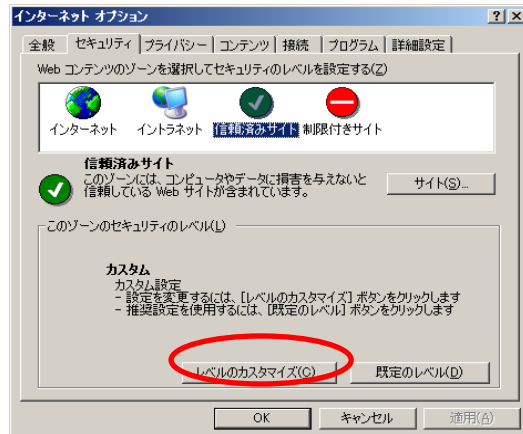 インターネット オプション
全般 セキュリティ プライバシー コンテンツ 接続 プログラム 詳細設定
Web コンテンツのゾーンを選択してセキュリティのレベルを設定する(Z)
インターネット イントラネット 信頼済みサイト 制限付きサイト
信頼済みサイト
このゾーンには、コンピュータやデータに損害を与えないと
信頼している Web サイトが含まれています。
サイト(S)...
このゾーンのセキュリティのレベル(L)
カスタム
カスタム設定
- 設定を変更するには、[レベルのカスタマイズ] ボタンをクリックします
- 推奨設定を使用するには、[既定のレベル] ボタンをクリックします
レベルのカスタマイズ(C) 既定のレベル(D)
OK キャンセル 適用(A)